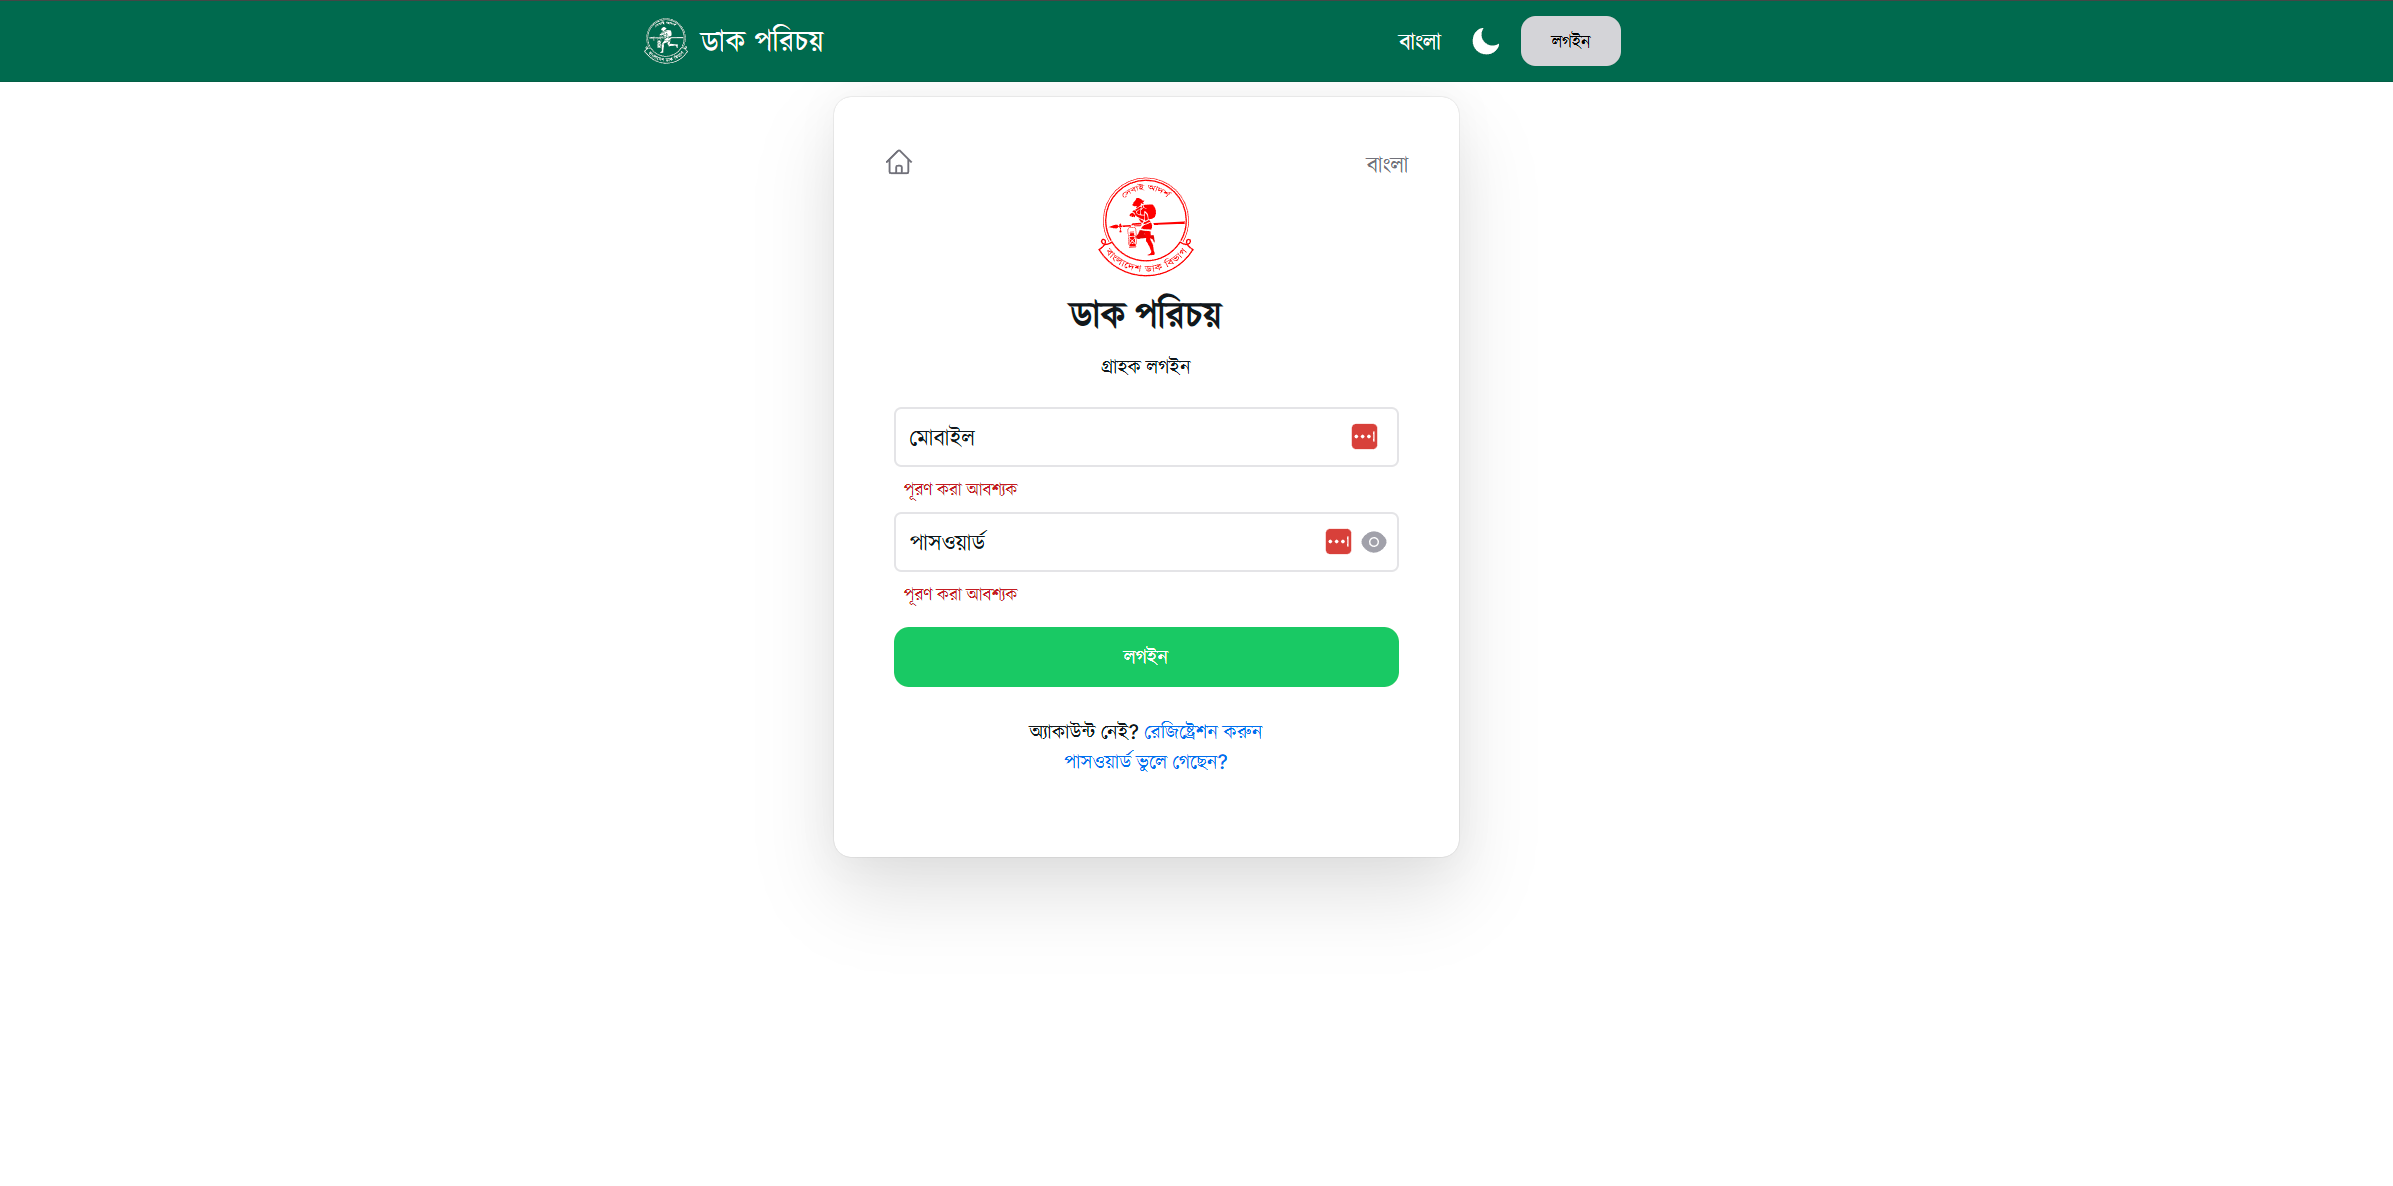 ডাক পরিচয়
বাংলা
লগইন
বাংলা
সেবাই আদর্শ
বাংলাদেশ ডাক বিভাগ
ডাক পরিচয়
গ্রাহক লগইন
মোবাইল
পূরণ করা আবশ্যক
পাসওয়ার্ড
পূরণ করা আবশ্যক
লগইন
অ্যাকাউন্ট নেই? রেজিষ্ট্রেশন করুন
পাসওয়ার্ড ভুলে গেছেন?